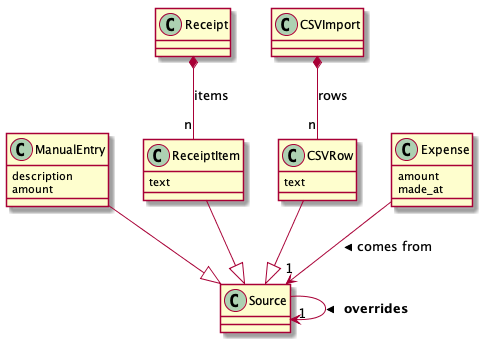 C Receipt
C CSVImport
items
rows
n
n
C ManualEntry
description
amount
C ReceiptItem
text
C CSVRow
text
C Expense
amount
made_at
comes from
1
C Source
1
overrides